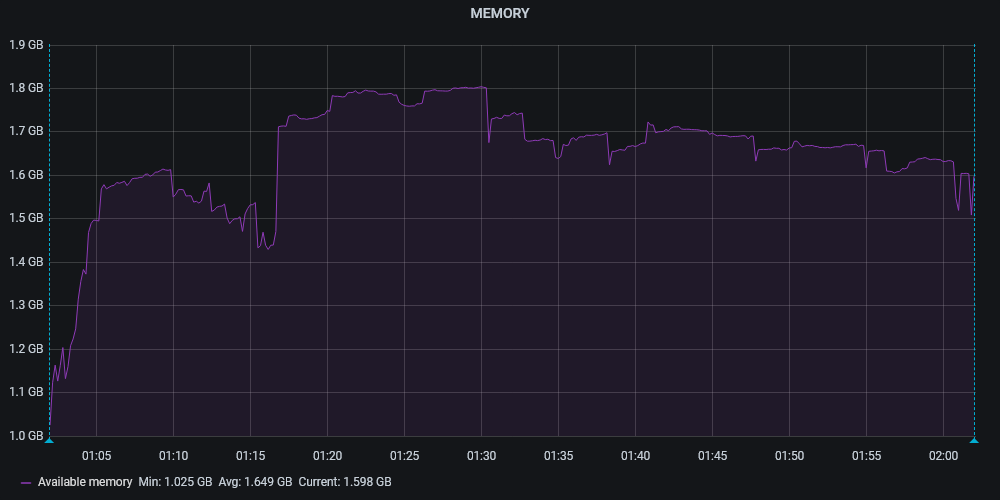 MEMORY
1.9 GB
1.8 GB
1.7 GB
1.6 GB
1.5 GB
1.4 GB
1.3 GB
1.2 GB
1.1 GB
1.0 GB
01:05 01:10 01:15 01:20 01:25 01:30 01:35 01:40 01:45 01:50 01:55 02:00
Available memory Min: 1.025 GB Avg: 1.649 GB Current: 1.598 GB